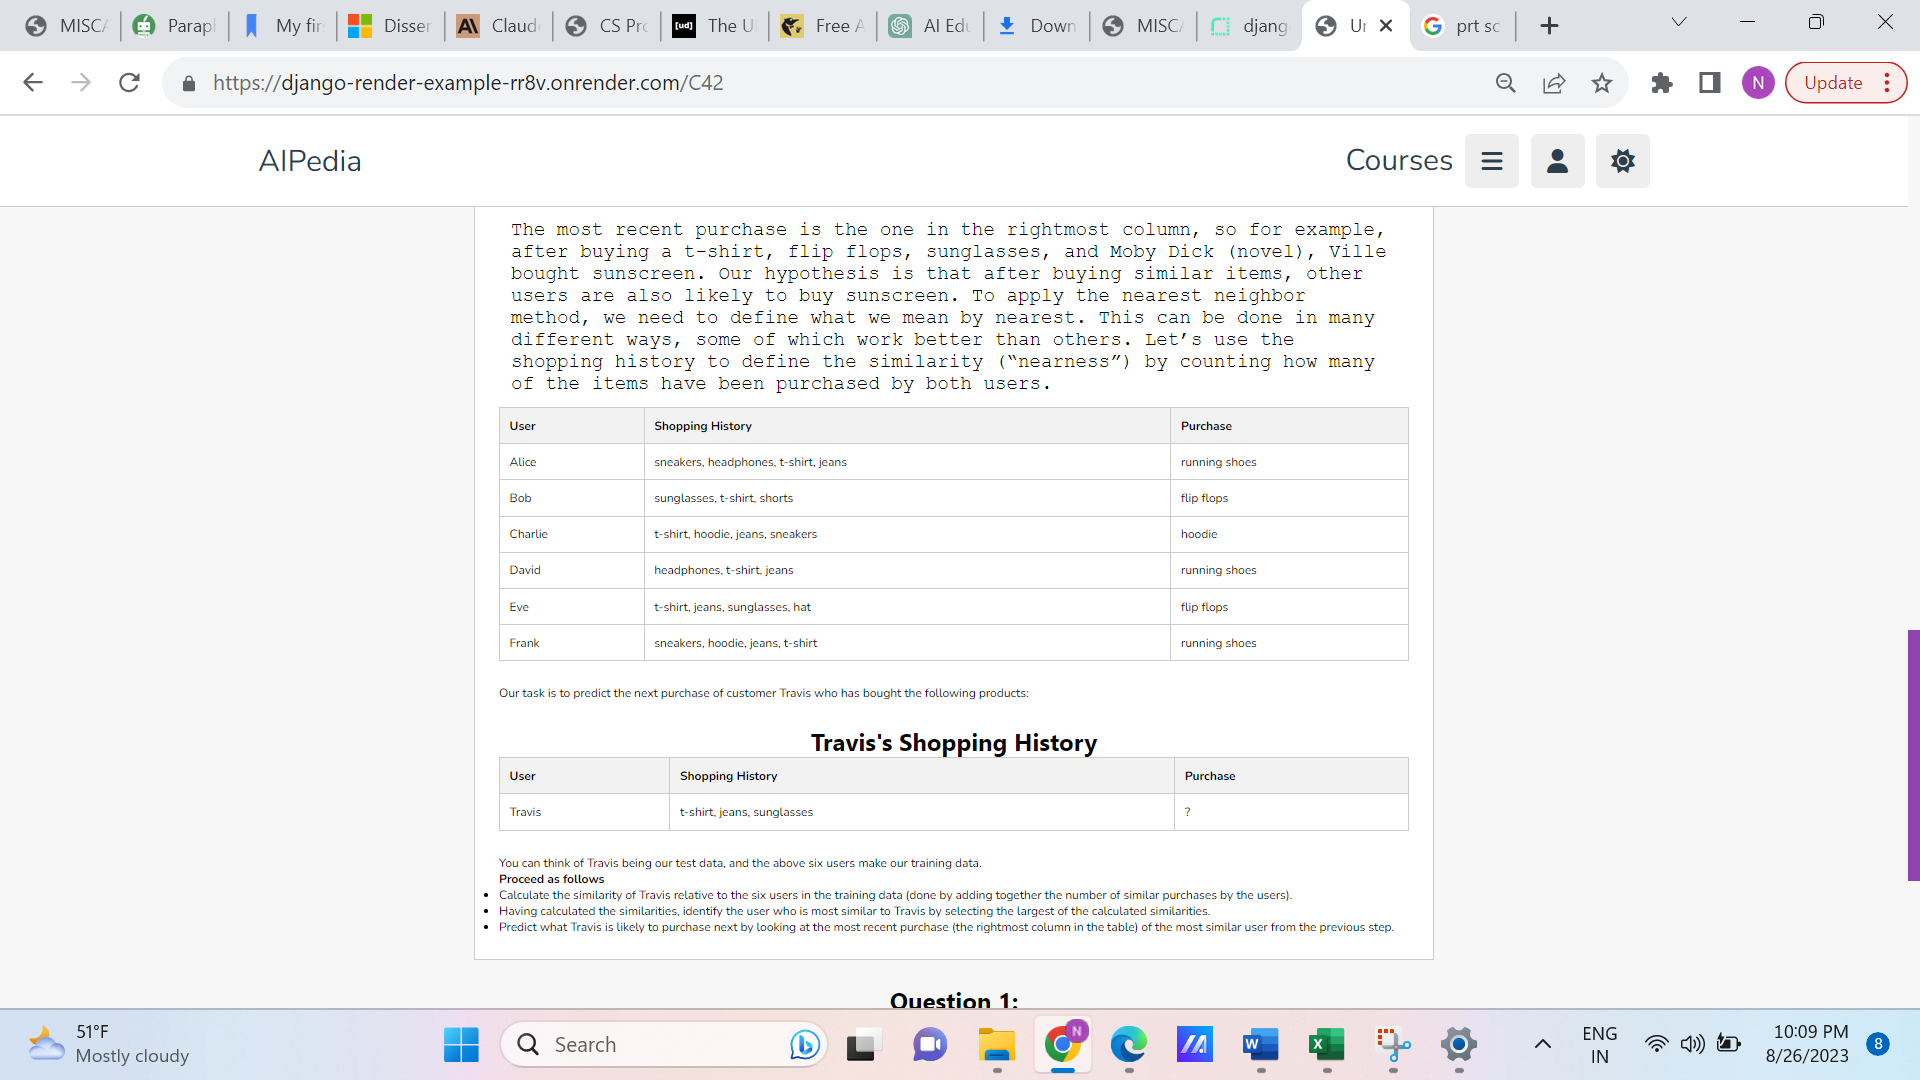 MISCA
Parap
My fir
Disser
Claud
CS Pro
The U
Free A
AI Edu
Down
MISCA
djang
Ur
prt sc
https://django-render-example-rr8v.onrender.com/C42
N
Update
AIPedia
Courses
The most recent purchase is the one in the rightmost column, so for example,
after buying a t-shirt, flip flops, sunglasses, and Moby Dick (novel), Ville
bought sunscreen. Our hypothesis is that after buying similar items, other
users are also likely to buy sunscreen. To apply the nearest neighbor
method, we need to define what we mean by nearest. This can be done in many
different ways, some of which work better than others. Let’s use the
shopping history to define the similarity (“nearness”) by counting how many
of the items have been purchased by both users.
User Shopping History Purchase
Alice sneakers, headphones, t-shirt, jeans running shoes
Bob sunglasses, t-shirt, shorts flip flops
Charlie t-shirt, hoodie, jeans, sneakers hoodie
David headphones, t-shirt, jeans running shoes
Eve t-shirt, jeans, sunglasses, hat flip flops
Frank sneakers, hoodie, jeans, t-shirt running shoes
Our task is to predict the next purchase of customer Travis who has bought the following products:
Travis's Shopping History
User Shopping History Purchase
Travis t-shirt, jeans, sunglasses ?
You can think of Travis being our test data, and the above six users make our training data.
Proceed as follows
• Calculate the similarity of Travis relative to the six users in the training data (done by adding together the number of similar purchases by the users).
• Having calculated the similarities, identify the user who is most similar to Travis by selecting the largest of the calculated similarities.
• Predict what Travis is likely to purchase next by looking at the most recent purchase (the rightmost column in the table) of the most similar user from the previous step.
Question 1:
51°F
Mostly cloudy
Search
N
ENG
IN
10:09 PM
8/26/2023
8